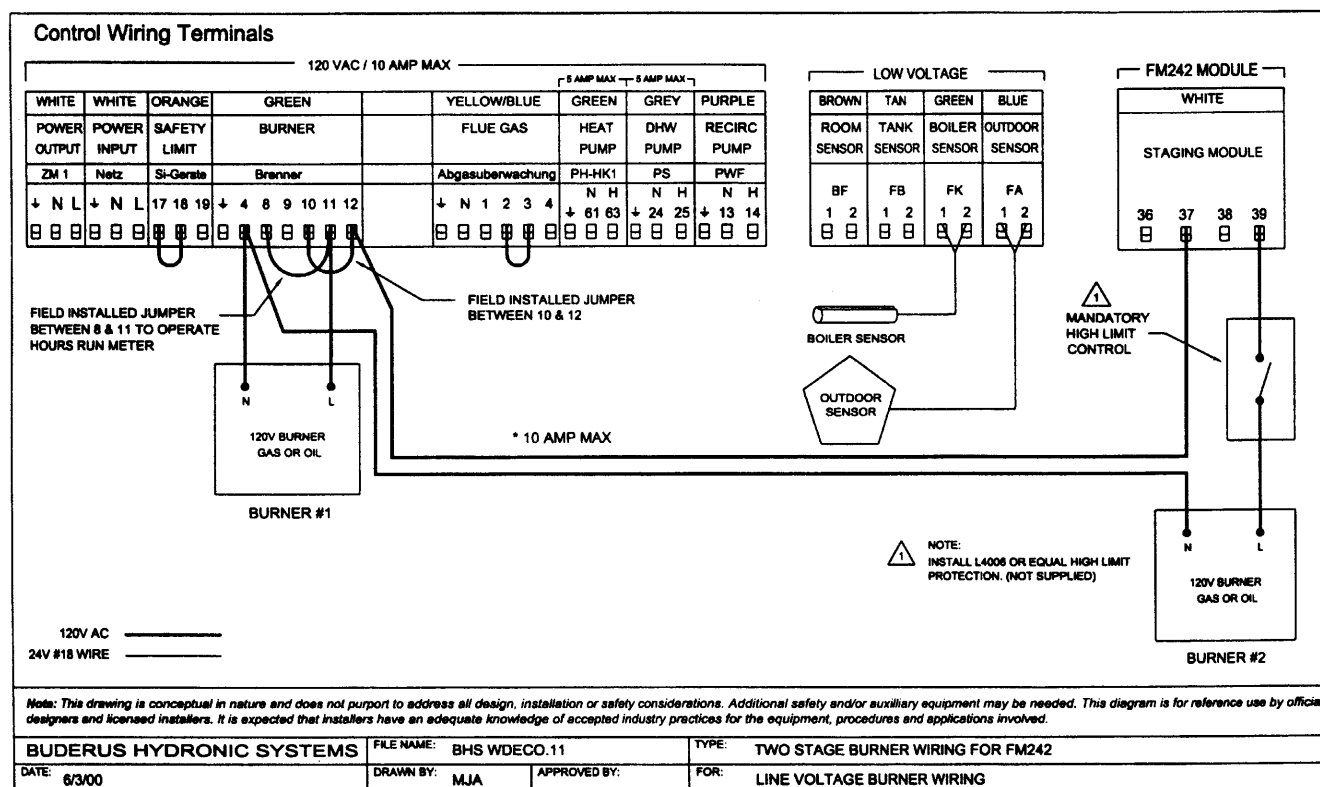 Control Wiring Terminals
120 VAC / 10 AMP MAX
5 AMP MAX
5 AMP MAX
LOW VOLTAGE
FM242 MODULE
WHITE WHITE ORANGE GREEN YELLOW/BLUE GREEN GREY PURPLE
BROWN TAN GREEN BLUE
WHITE
POWER OUTPUT
POWER INPUT
SAFETY LIMIT
BURNER
FLUE GAS
HEAT PUMP
DHW PUMP
RECIRC PUMP
ROOM SENSOR
TANK SENSOR
BOILER SENSOR
OUTDOOR SENSOR
STAGING MODULE
ZM 1 Netz Si-Gerate Brenner Abgasuberwachung PH-HK1 PS PWF
BF FB FK FA
N H N H N H
⏚ N L ⏚ N L 17 18 19 ⏚ 4 8 9 10 11 12 ⏚ N 1 2 3 4 ⏚ 61 63 ⏚ 24 25 ⏚ 13 14
1 2 1 2 1 2 1 2
36 37 38 39
FIELD INSTALLED JUMPER
BETWEEN 8 & 11 TO OPERATE
HOURS RUN METER
FIELD INSTALLED JUMPER
BETWEEN 10 & 12
BOILER SENSOR
OUTDOOR
SENSOR
1
MANDATORY
HIGH LIMIT
CONTROL
N L
120V BURNER
GAS OR OIL
BURNER #1
* 10 AMP MAX
1
NOTE:
INSTALL L4006 OR EQUAL HIGH LIMIT
PROTECTION. (NOT SUPPLIED)
N L
120V BURNER
GAS OR OIL
BURNER #2
120V AC
24V #18 WIRE
Note: This drawing is conceptual in nature and does not purport to address all design, installation or safety considerations. Additional safety and/or auxilliary equipment may be needed. This diagram is for reference use by officia
designers and licensed installers. It is expected that installers have an adequate knowledge of accepted industry practices for the equipment, procedures and applications involved.
BUDERUS HYDRONIC SYSTEMS
FILE NAME: BHS WDECO.11
TYPE: TWO STAGE BURNER WIRING FOR FM242
DATE: 6/3/00
DRAWN BY: MJA
APPROVED BY:
FOR: LINE VOLTAGE BURNER WIRING